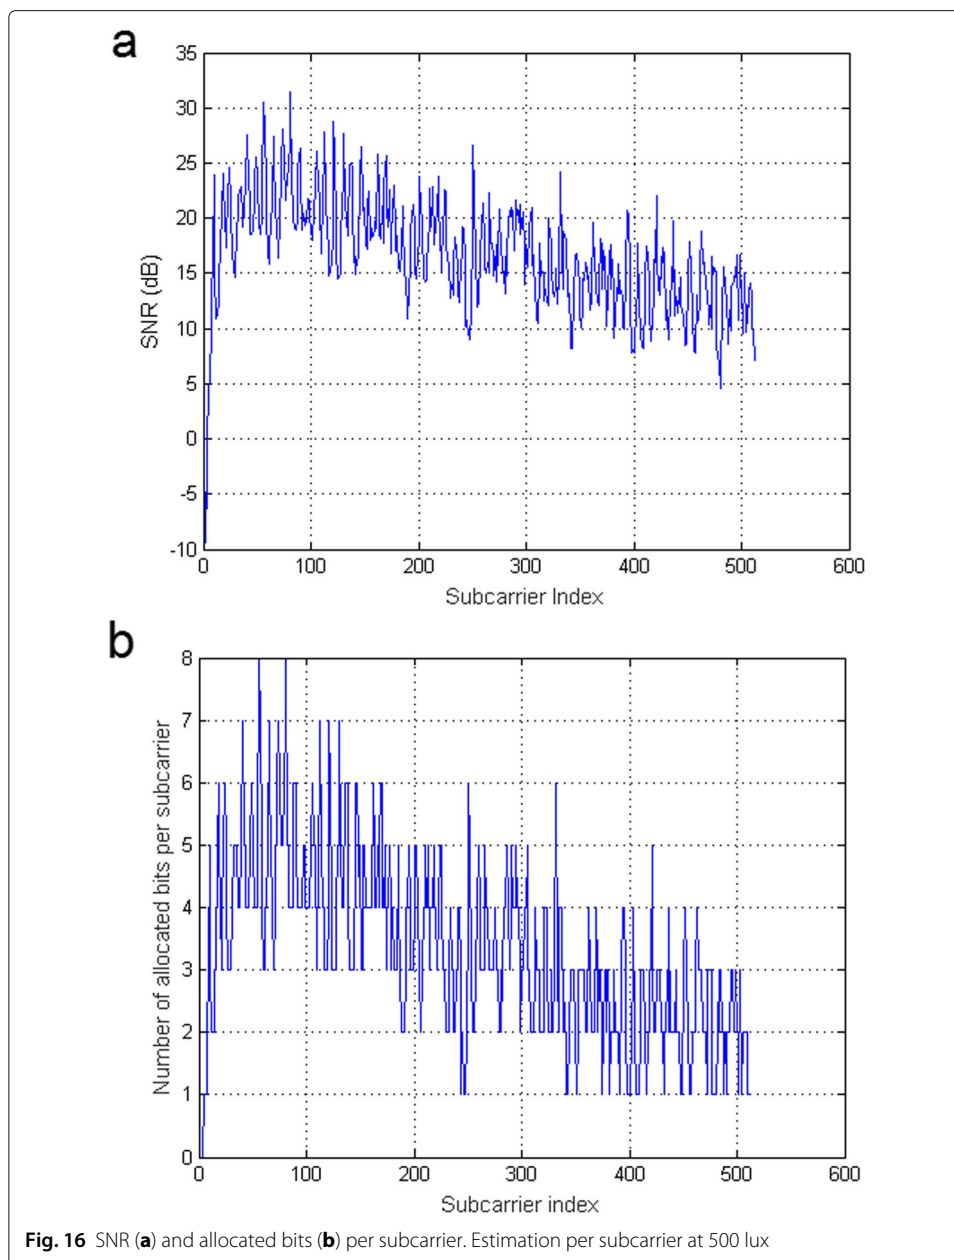 a
35
30
25
20
15
10
5
0
-5
-10
SNR (dB)
0 100 200 300 400 500 600
Subcarrier Index
b
8
7
6
5
4
3
2
1
0
Number of allocated bits per subcarrier
0 100 200 300 400 500 600
Subcarrier index
Fig. 16 SNR (a) and allocated bits (b) per subcarrier. Estimation per subcarrier at 500 lux